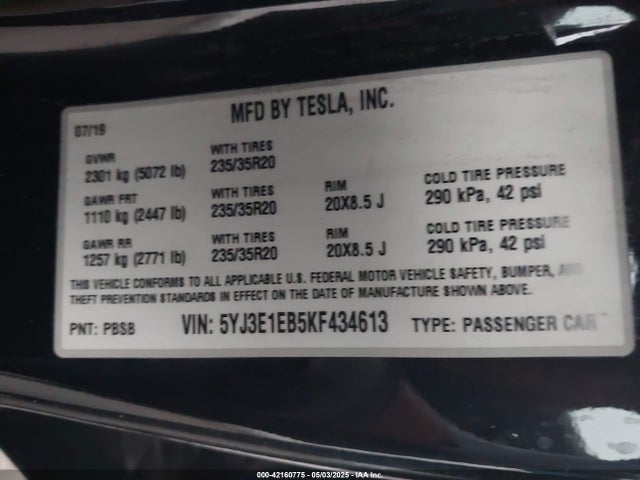 MFD BY TESLA, INC.
07/19
GVWR WITH TIRES
2301 kg (5072 lb) 235/35R20
GAWR FRT WITH TIRES RIM COLD TIRE PRESSURE
1110 kg (2447 lb) 235/35R20 20X8.5 J 290 kPa, 42 psi
GAWR RR WITH TIRES RIM COLD TIRE PRESSURE
1257 kg (2771 lb) 235/35R20 20X8.5 J 290 kPa, 42 psi
THIS VEHICLE CONFORMS TO ALL APPLICABLE U.S. FEDERAL MOTOR VEHICLE SAFETY, BUMPER, AND
THEFT PREVENTION STANDARDS IN EFFECT ON THE DATE OF MANUFACTURE SHOWN ABOVE.
PNT: PBSB VIN: 5YJ3E1EB5KF434613 TYPE: PASSENGER CAR
000-42160775 - 05/03/2025 - IAA Inc.